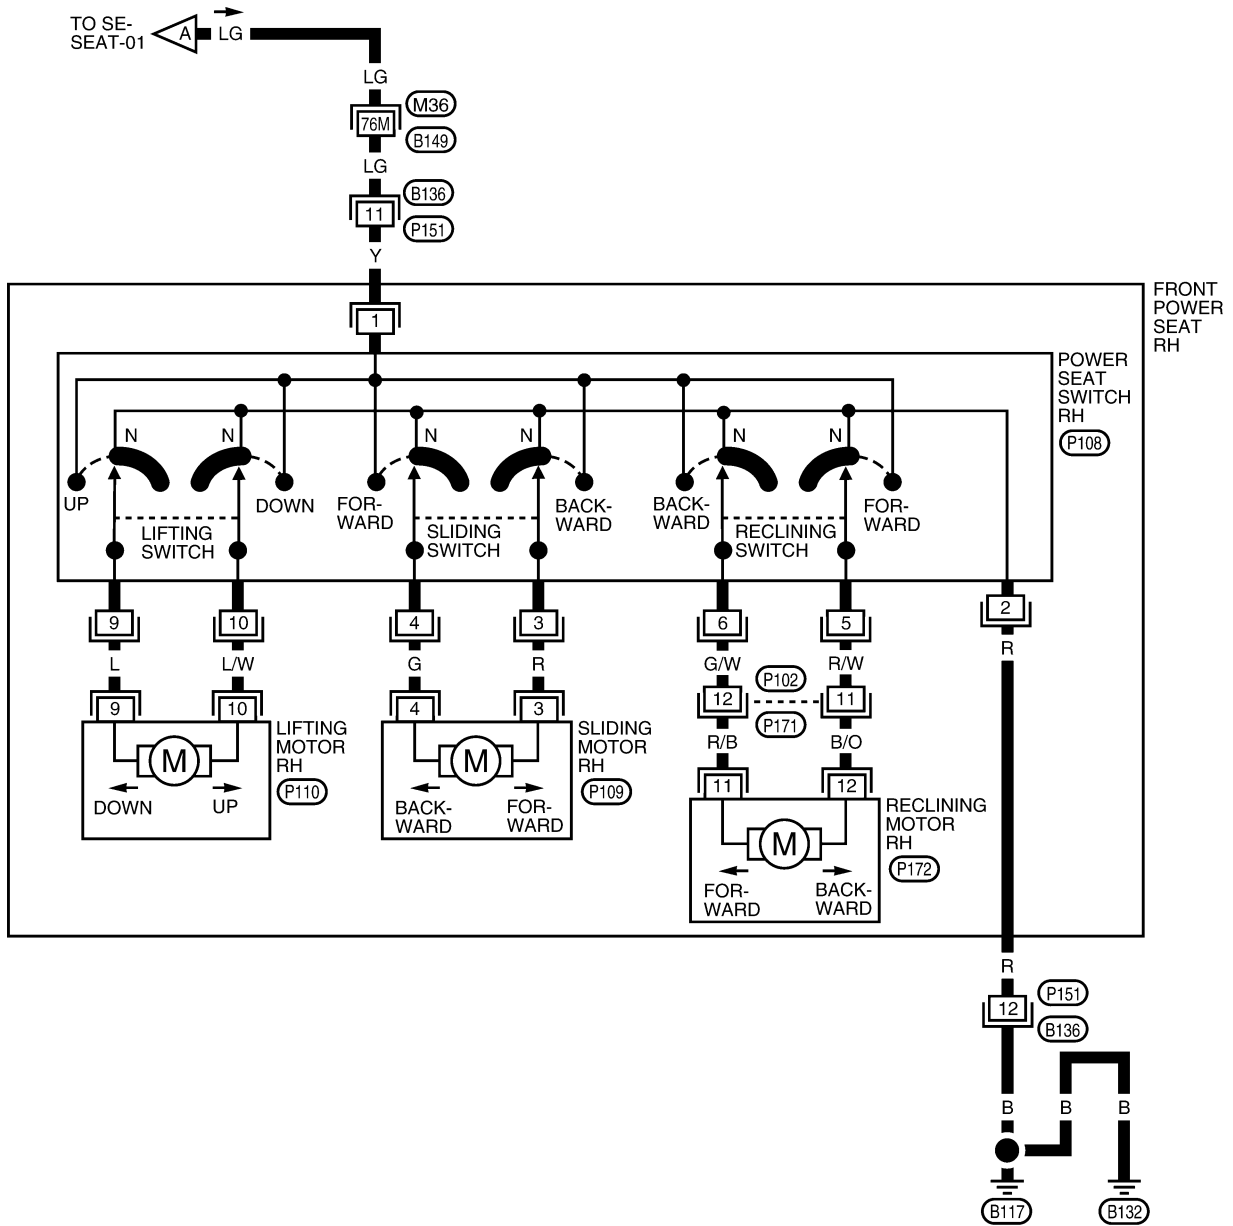 TO SE-
SEAT-01
A
LG
LG
76M
M36
B149
LG
11
B136
P151
Y
FRONT
POWER
SEAT
RH
1
POWER
SEAT
SWITCH
RH
P108
N
N
N
N
N
N
UP
DOWN
FOR-
WARD
BACK-
WARD
BACK-
WARD
FOR-
WARD
LIFTING
SWITCH
SLIDING
SWITCH
RECLINING
SWITCH
9
10
4
3
6
5
2
L
L/W
G
R
G/W
R/W
R
9
10
4
3
12
P102
P171
11
R/B
B/O
M
DOWN
UP
LIFTING
MOTOR
RH
P110
M
BACK-
WARD
FOR-
WARD
SLIDING
MOTOR
RH
P109
11
12
M
FOR-
WARD
BACK-
WARD
RECLINING
MOTOR
RH
P172
R
12
P151
B136
B
B
B
B117
B132